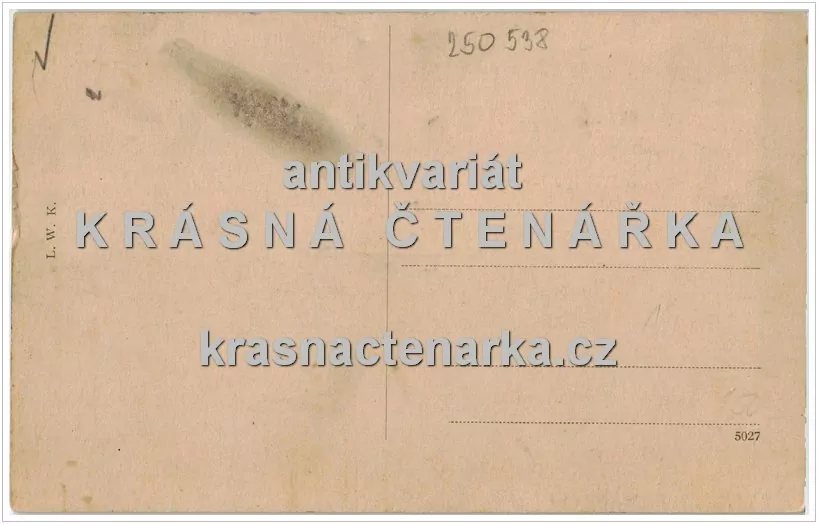 250 538
antikvariát
KRÁSNÁ ČTENÁŘKA
L. W. K.
krasnactenarka.cz
5027